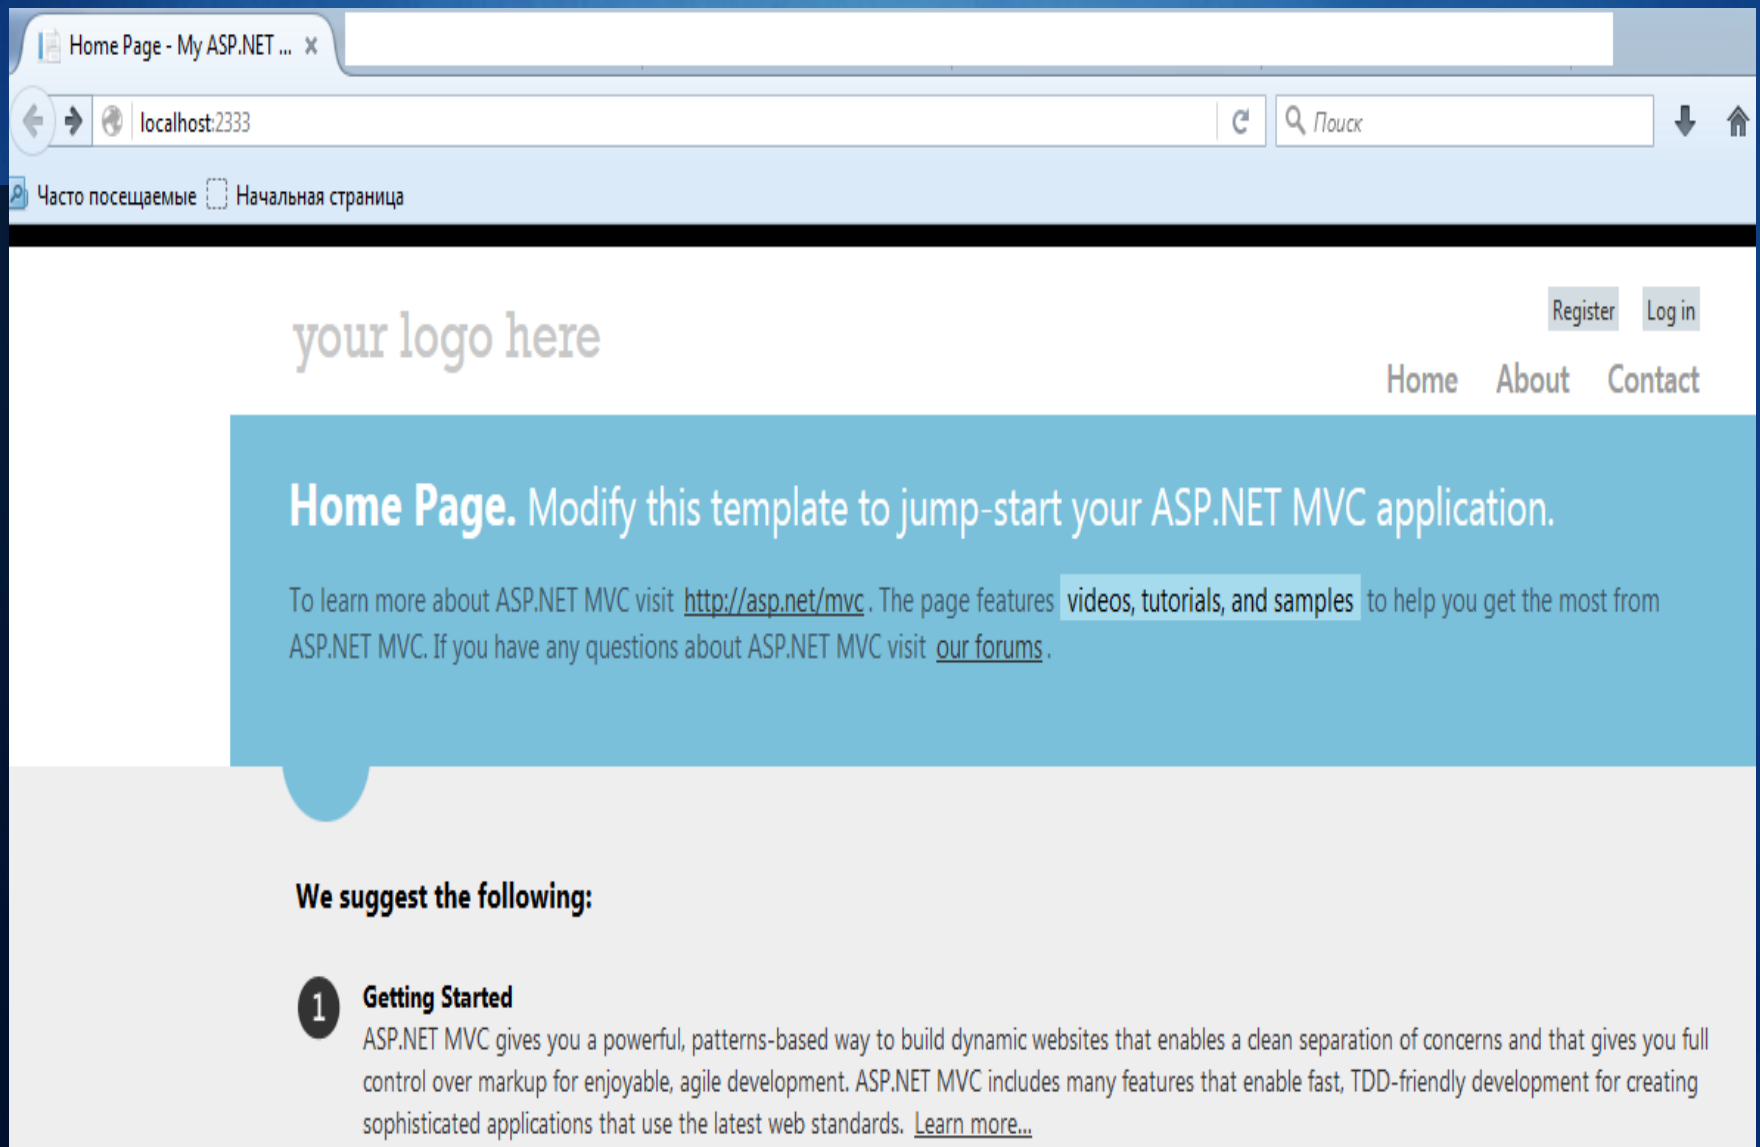 Home Page - My ASP.NET ...
localhost:2333
Поиск
Часто посещаемые
Начальная страница
Register
Log in
your logo here
Home
About
Contact
Home Page. Modify this template to jump-start your ASP.NET MVC application.
To learn more about ASP.NET MVC visit http://asp.net/mvc. The page features videos, tutorials, and samples to help you get the most from
ASP.NET MVC. If you have any questions about ASP.NET MVC visit our forums.
We suggest the following:
1
Getting Started
ASP.NET MVC gives you a powerful, patterns-based way to build dynamic websites that enables a clean separation of concerns and that gives you full
control over markup for enjoyable, agile development. ASP.NET MVC includes many features that enable fast, TDD-friendly development for creating
sophisticated applications that use the latest web standards. Learn more...